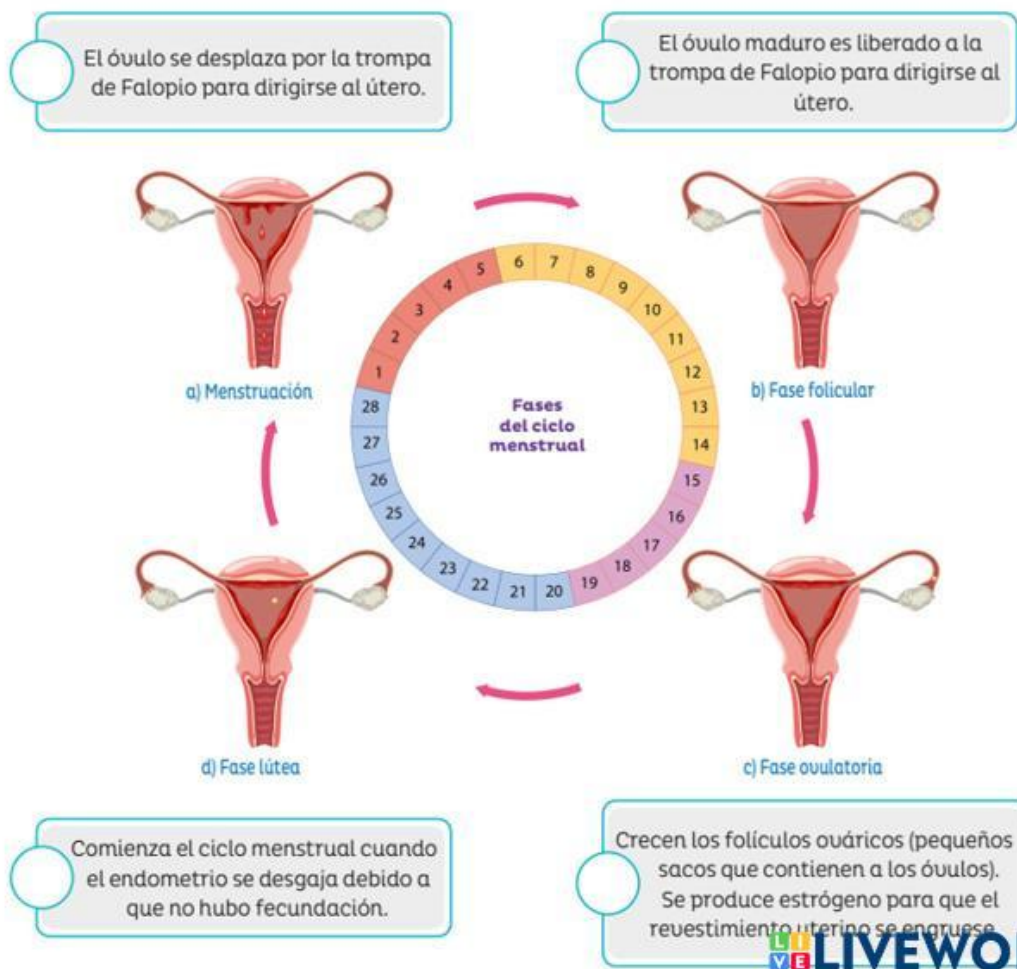 El óvulo se desplaza por la trompa
de Falopio para dirigirse al útero.
El óvulo maduro es liberado a la
trompa de Falopio para dirigirse al
útero.
a) Menstruación
b) Fase folicular
Fases
del ciclo
menstrual
1
2
3
4
5
6
7
8
9
10
11
12
13
14
15
16
17
18
19
20
21
22
23
24
25
26
27
28
d) Fase lútea
c) Fase ovulatoria
Comienza el ciclo menstrual cuando
el endometrio se desgaja debido a
que no hubo fecundación.
Crecen los folículos ováricos (pequeños
sacos que contienen a los óvulos).
Se produce estrógeno para que el
revestimiento uterino se engruese.
LIVE LIVEWO